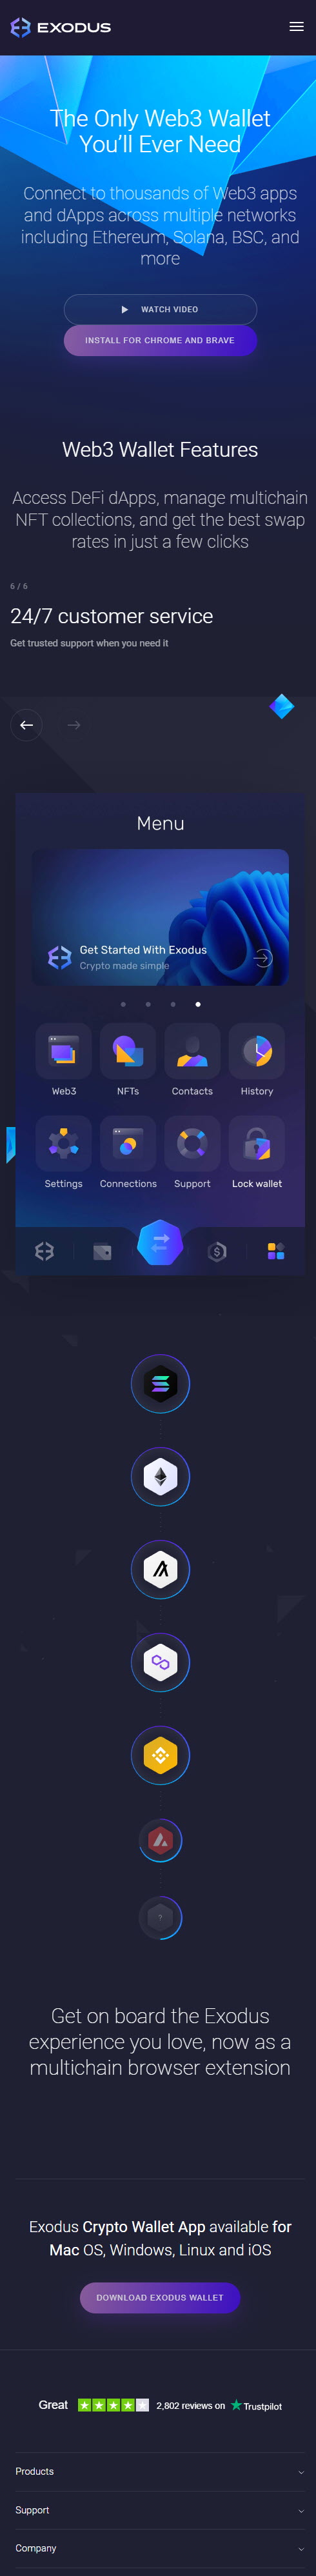 EXODUS
The Only Web3 Wallet
You’ll Ever Need
Connect to thousands of Web3 apps
and dApps across multiple networks
including Ethereum, Solana, BSC, and
more
WATCH VIDEO
INSTALL FOR CHROME AND BRAVE
Web3 Wallet Features
Access DeFi dApps, manage multichain
NFT collections, and get the best swap
rates in just a few clicks
6 / 6
24/7 customer service
Get trusted support when you need it
Menu
Get Started With Exodus
Crypto made simple
Web3 NFTs Contacts History
Settings Connections Support Lock wallet
?
Get on board the Exodus
experience you love, now as a
multichain browser extension
Exodus Crypto Wallet App available for
Mac OS, Windows, Linux and iOS
DOWNLOAD EXODUS WALLET
Great 2,802 reviews on Trustpilot
Products
Support
Company